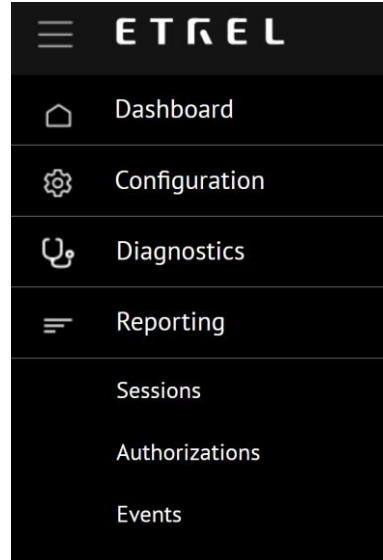 ETREL
Dashboard
Configuration
Diagnostics
Reporting
Sessions
Authorizations
Events